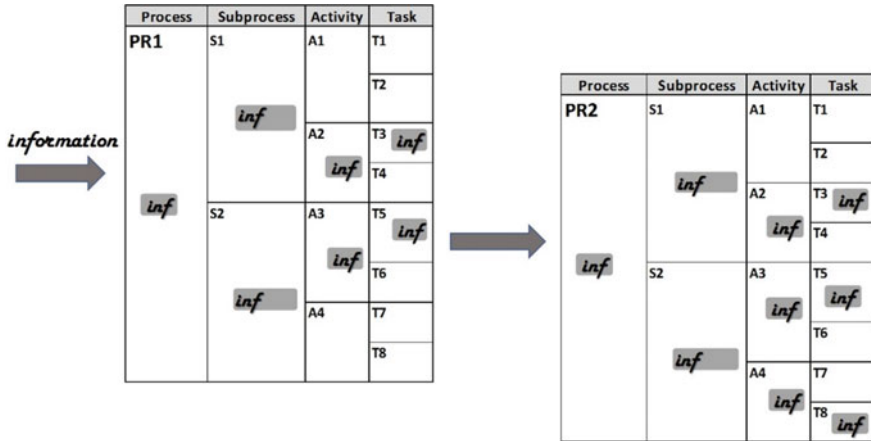 Process Subprocess Activity Task
PR1 S1 A1 T1
T2
inf
A2 T3 inf
information
inf T4
inf
S2 A3 T5
inf
inf
T6
inf
A4 T7
T8
Process Subprocess Activity Task
PR2 S1 A1 T1
T2
inf A2 T3 inf
inf T4
inf
S2 A3 T5
inf
inf
T6
inf
A4 T7
inf T8 inf